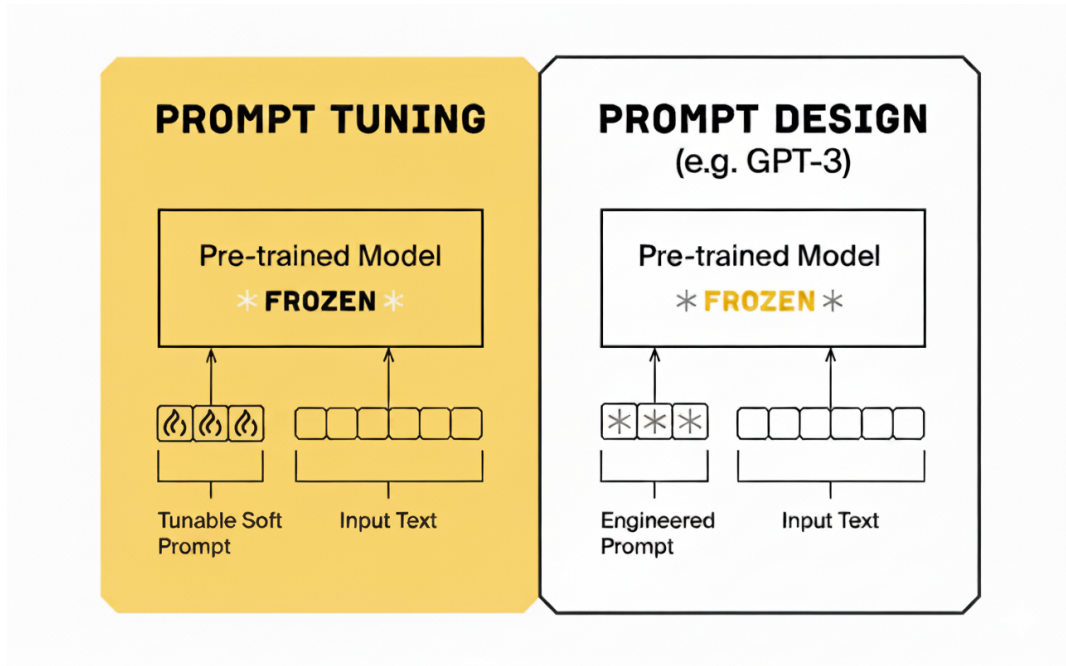 PROMPT TUNING
Pre-trained Model
FROZEN
Tunable Soft
Prompt
Input Text
PROMPT DESIGN
(e.g. GPT-3)
Pre-trained Model
FROZEN
Engineered
Prompt
Input Text